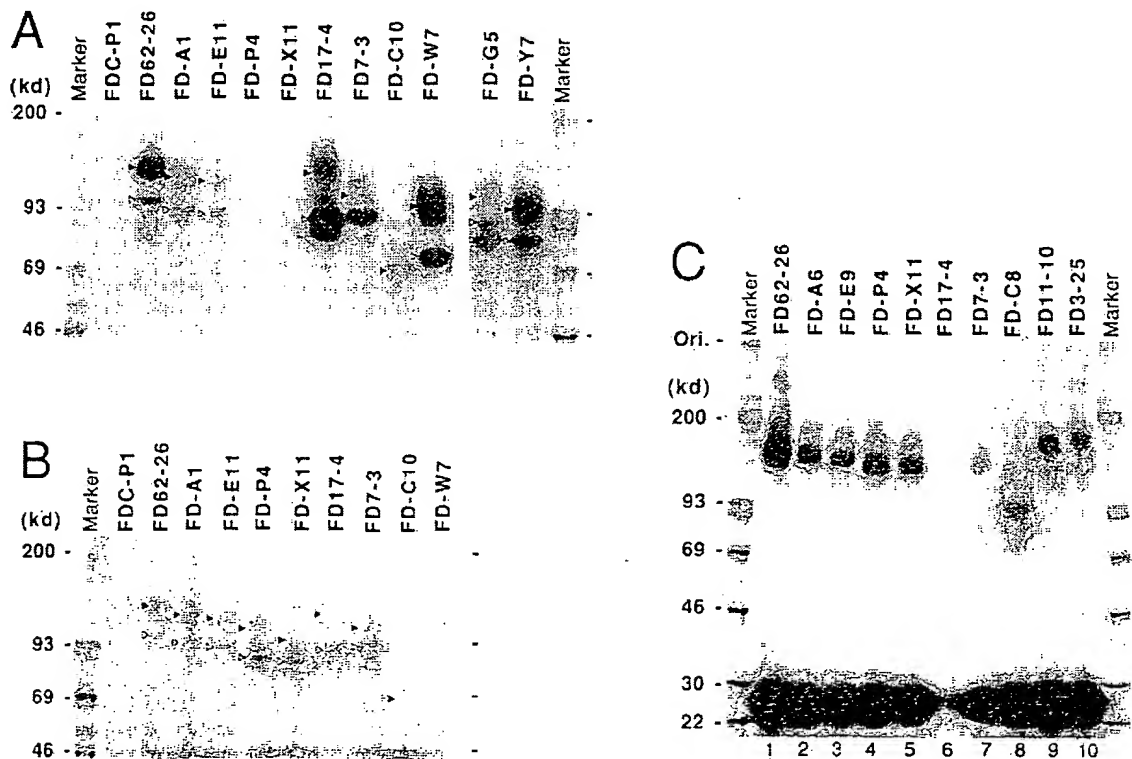 A
(kd)
Marker
FDC-P1
FD62-26
FD-A1
FD-E11
FD-P4
FD-X11
FD17-4
FD7-3
FD-C10
FD-W7
FD-G5
FD-Y7
Marker
200 -
93 -
69 -
46 -
B
(kd)
Marker
FDC-P1
FD62-26
FD-A1
FD-E11
FD-P4
FD-X11
FD17-4
FD7-3
FD-C10
FD-W7
200 -
93 -
69 -
46 -
C
Marker
FD62-26
FD-A6
FD-E9
FD-P4
FD-X11
FD17-4
FD7-3
FD-C8
FD11-10
FD3-25
Marker
Ori. -
(kd)
200 -
93 -
69 -
46 -
30 -
22 -
1 2 3 4 5 6 7 8 9 10